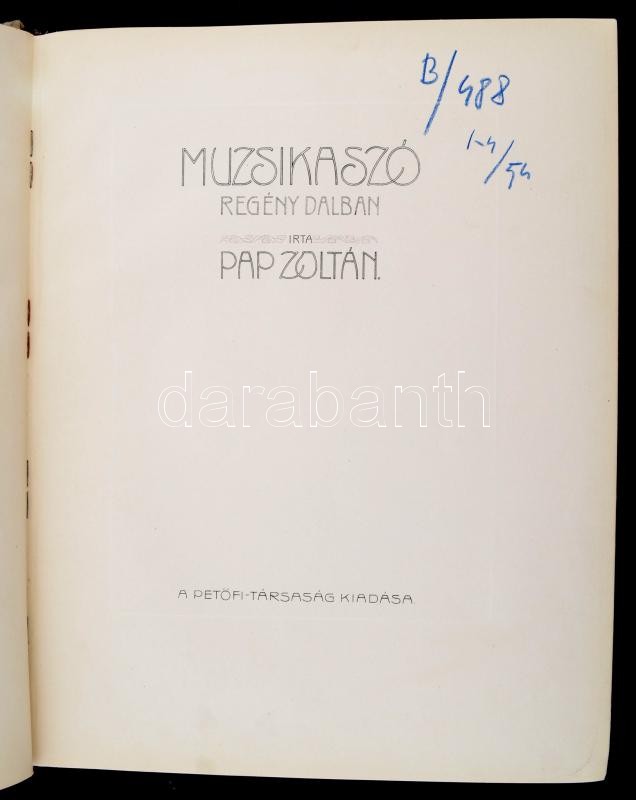 B/488
1-4/54
MUZSIKASZÓ
REGÉNY DALBAN
IRTA
PAP ZOLTÁN.
darabanth
A PETŐFI-TÁRSASÁG KIADÁSA.